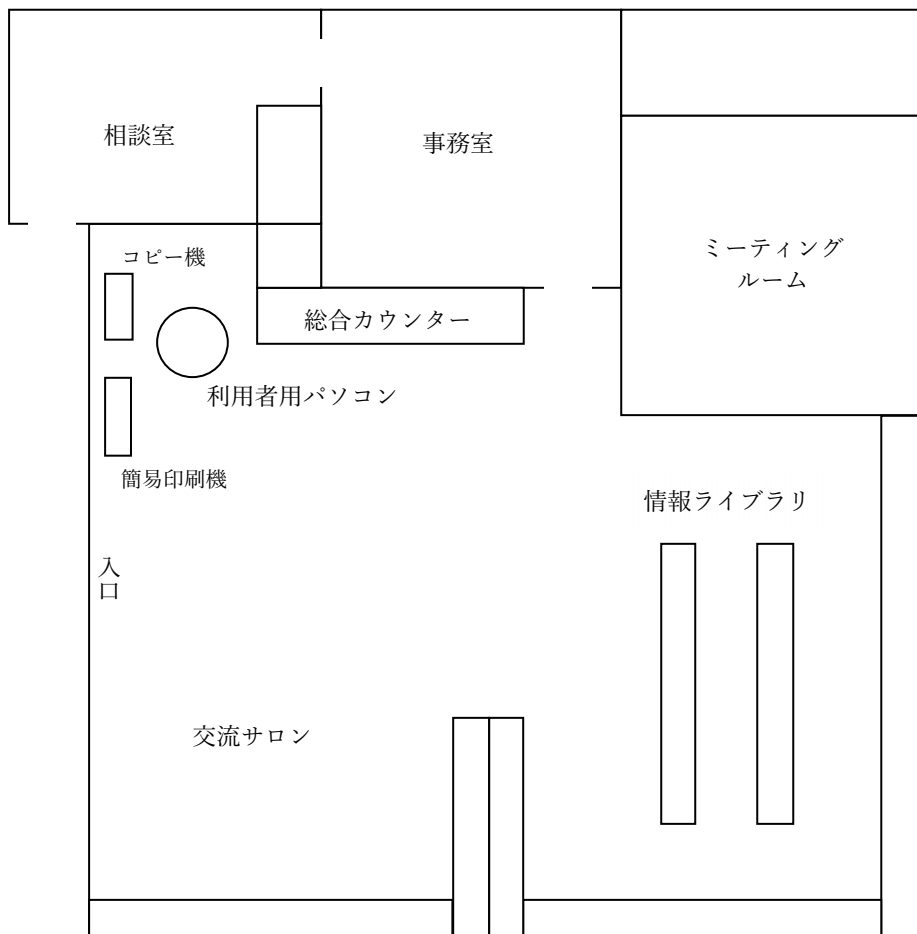 相談室
事務室
ミーティング
ルーム
コピー機
総合カウンター
利用者用パソコン
簡易印刷機
情報ライブラリ
入口
交流サロン